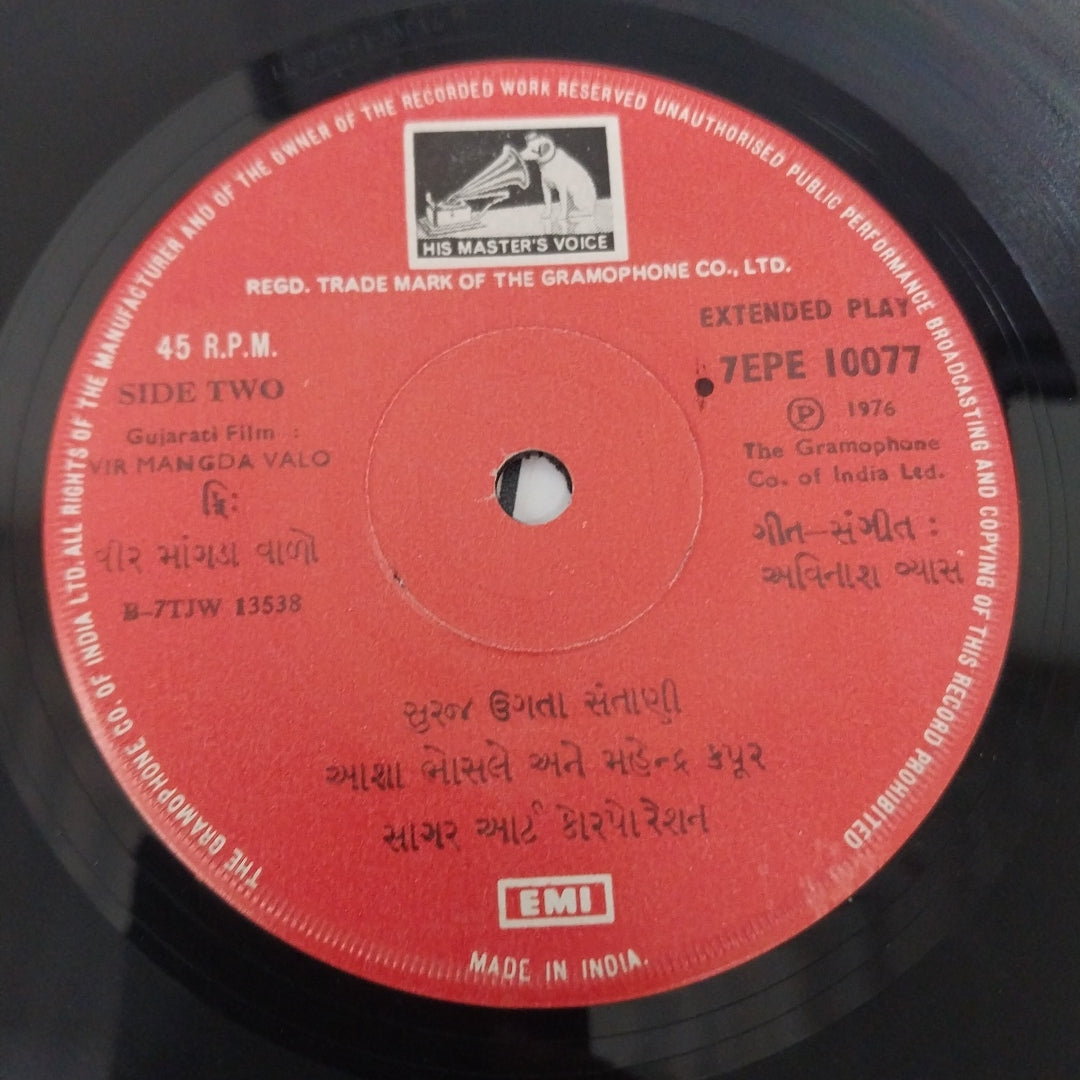 THE GRAMOPHONE CO. OF INDIA LTD. ALL RIGHTS OF THE MANUFACTURER AND OF THE OWNER OF THE RECORDED WORK RESERVED UNAUTHORISED PUBLIC PERFORMANCE BROADCASTING AND COPYING OF THIS RECORD PROHIBITED
HIS MASTER'S VOICE
REGD. TRADE MARK OF THE GRAMOPHONE CO., LTD.
45 R.P.M.
SIDE TWO
Gujarati Film :
VIR MANGDA VALO
ફિ:
વીર માંગડા વાળો
B-7TJW 13538
EXTENDED PLAY
7EPE 10077
Ⓟ 1976
The Gramophone
Co. of India Ltd.
ગીત-સંગીત :
અવિનાશ વ્યાસ
સુરજ ઉગતા સંતાણી
આશા ભોસલે અને મહેન્દ્ર કપૂર
સાગર આર્ટ કોરપોરેશન
EMI
MADE IN INDIA.